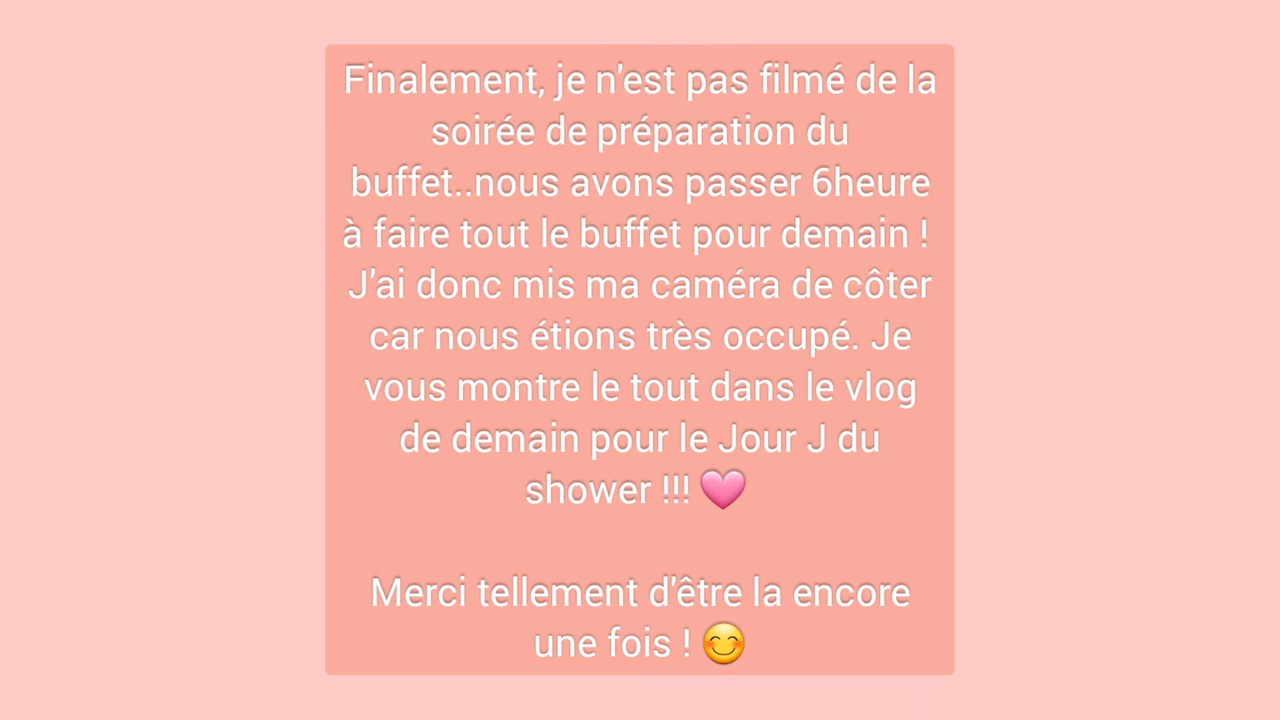 Finalement, je n'est pas filmé de la
soirée de préparation du
buffet..nous avons passer 6heure
à faire tout le buffet pour demain !
J'ai donc mis ma caméra de côter
car nous étions très occupé. Je
vous montre le tout dans le vlog
de demain pour le Jour J du
shower !!! 🩷
Merci tellement d'être la encore
une fois ! 😊